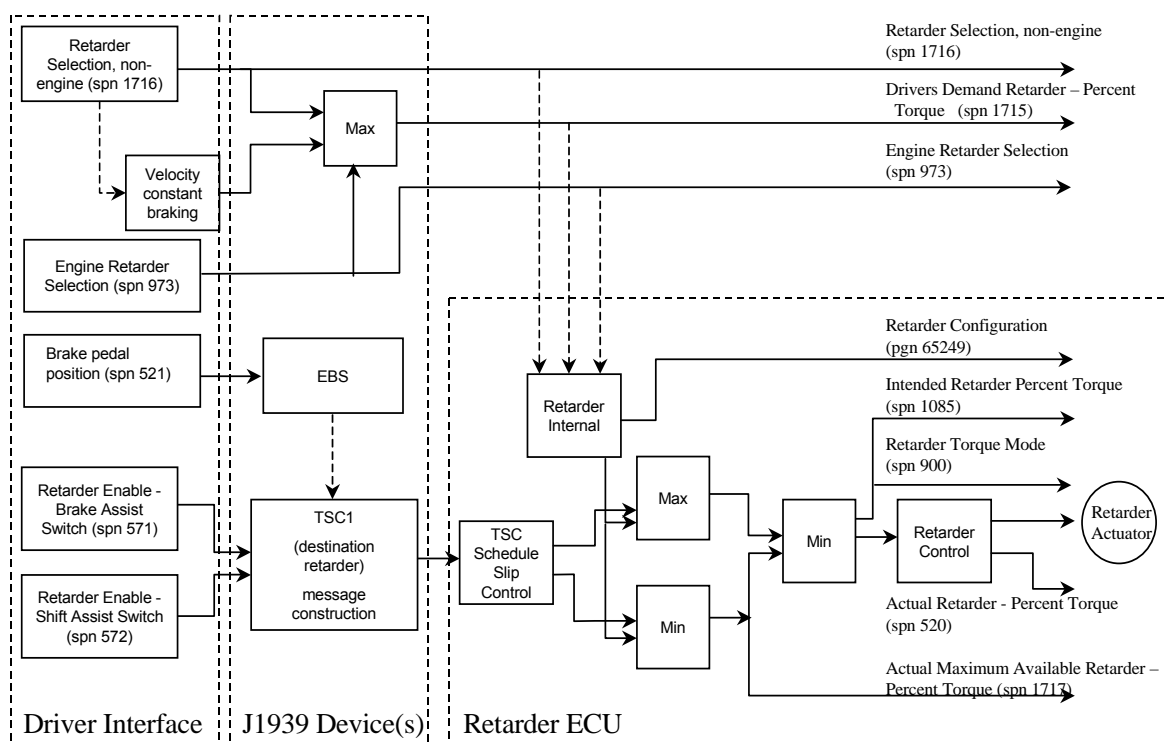 Retarder
Selection, non-
engine (spn 1716)
Velocity
constant
braking
Engine Retarder
Selection (spn 973)
Brake pedal
position (spn 521)
Retarder Enable -
Brake Assist
Switch (spn 571)
Retarder Enable -
Shift Assist Switch
(spn 572)
Driver Interface
Max
EBS
TSC1
(destination
retarder)
message
construction
J1939 Device(s)
Retarder Selection, non-engine
(spn 1716)
Drivers Demand Retarder – Percent
Torque (spn 1715)
Engine Retarder Selection
(spn 973)
Retarder
Internal
TSC
Schedule
Slip
Control
Max
Min
Min
Retarder
Control
Retarder Configuration
(pgn 65249)
Intended Retarder Percent Torque
(spn 1085)
Retarder Torque Mode
(spn 900)
Retarder
Actuator
Actual Retarder - Percent Torque
(spn 520)
Actual Maximum Available Retarder –
Percent Torque (spn 1717)
Retarder ECU